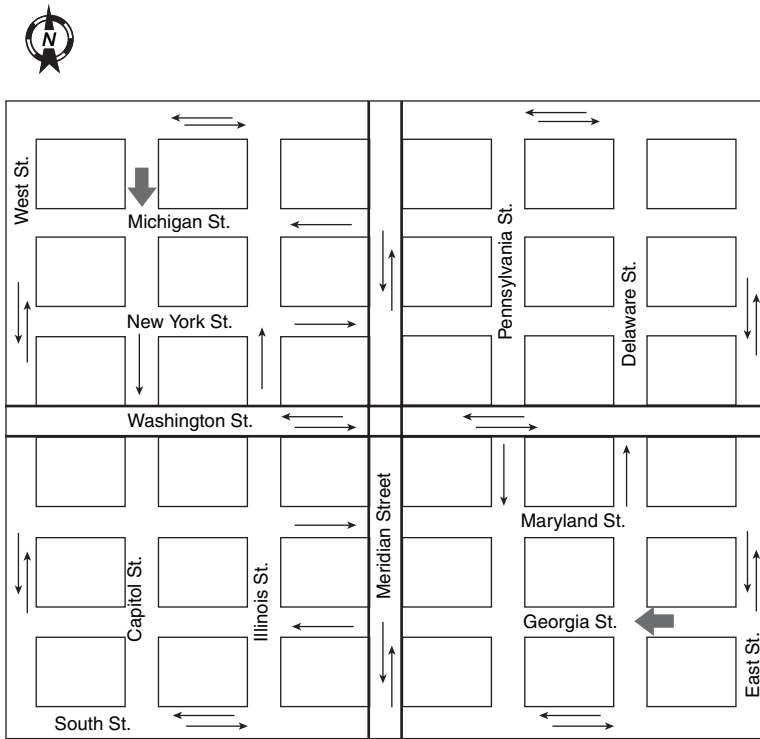 N
West St.
Michigan St.
Pennsylvania St.
Delaware St.
New York St.
Washington St.
Meridian Street
Maryland St.
Capitol St.
Illinois St.
Georgia St.
East St.
South St.